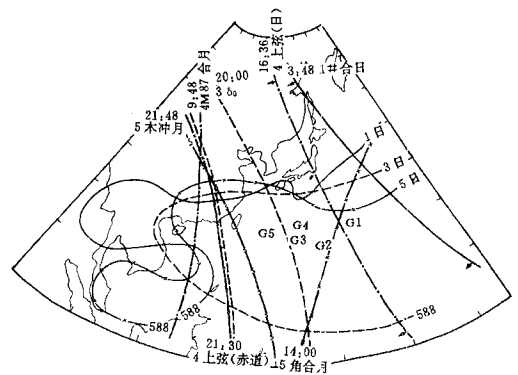 16:36
4 上弦(日)
3,48 1#合日
20:00
3 δ₀
9:48
4M87 合月
21:48
5 木冲月
1日
3日
5日
G1
G2
G3
G4
G5
588
588
588
21:30
4 上弦(赤道)
14:00
5 角合月